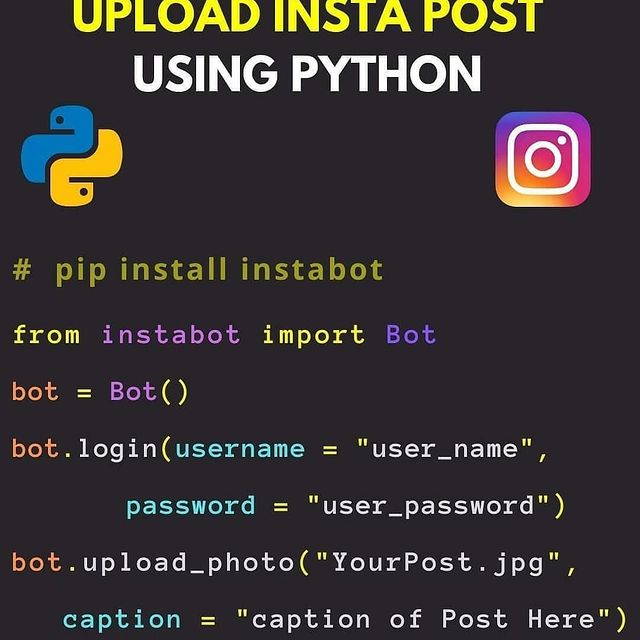 UPLOAD INSTA POST
USING PYTHON
# pip install instabot
from instabot import Bot
bot = Bot()
bot.login(username = "user_name",
password = "user_password")
bot.upload_photo("YourPost.jpg",
caption = "caption of Post Here")